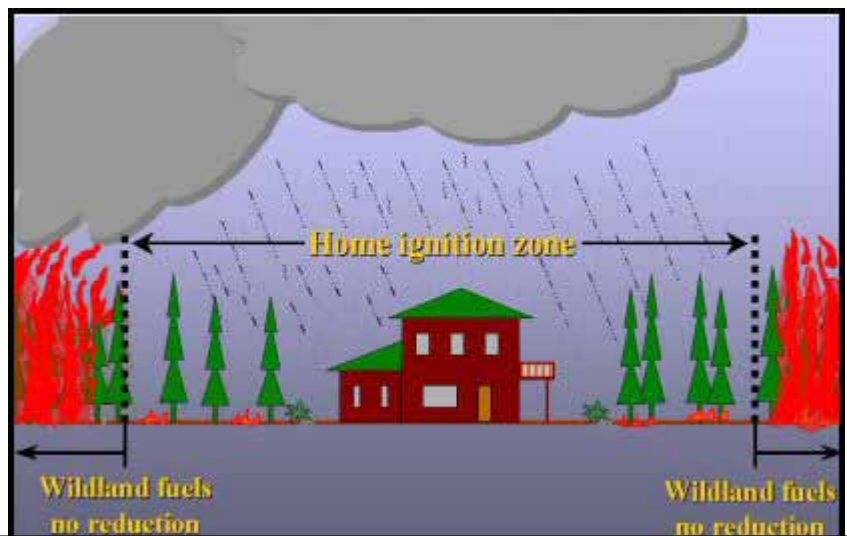 Home ignition zone
Wildland fuels
no reduction
Wildland fuels
no reduction